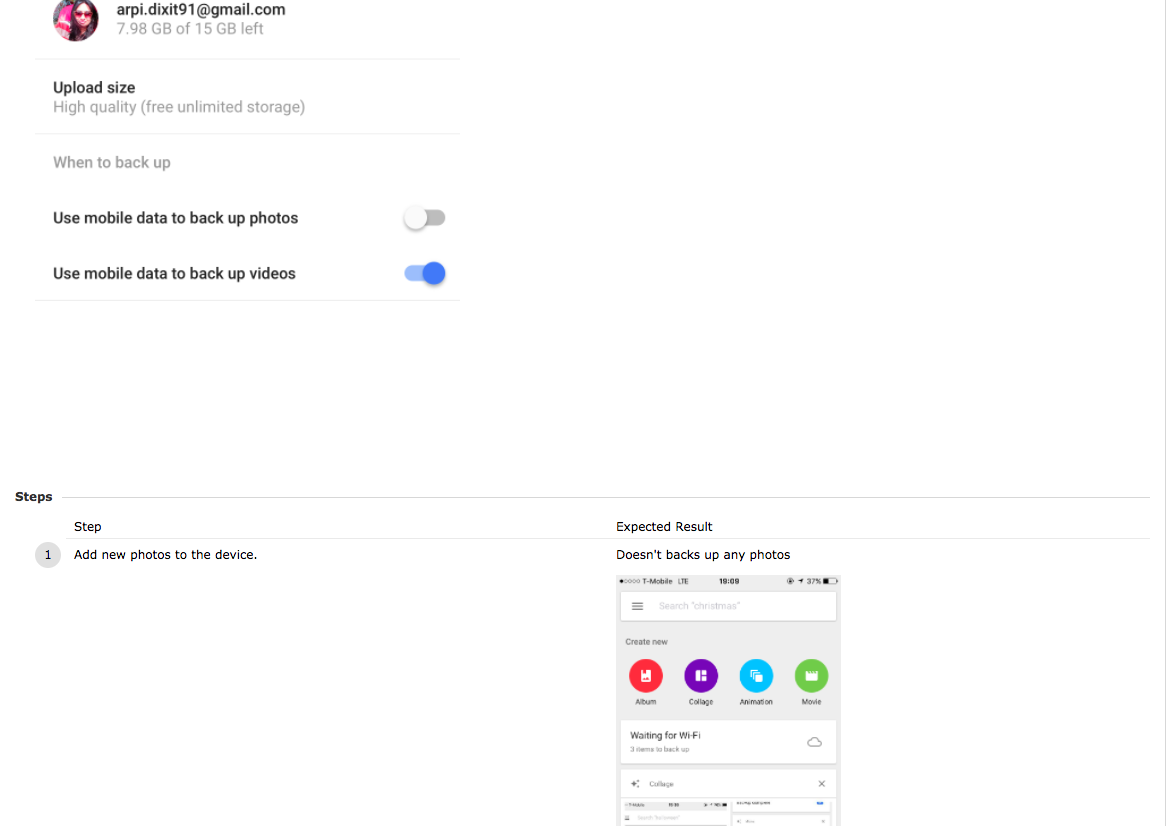 arpi.dixit91@gmail.com
7.98 GB of 15 GB left
Upload size
High quality (free unlimited storage)
When to back up
Use mobile data to back up photos
Use mobile data to back up videos
Steps
Step Expected Result
1 Add new photos to the device. Doesn't backs up any photos
T-Mobile LTE 19:09 37%
Search "christmas"
Create new
Album Collage Animation Movie
Waiting for Wi-Fi
3 items to back up
Collage
T-Mobile